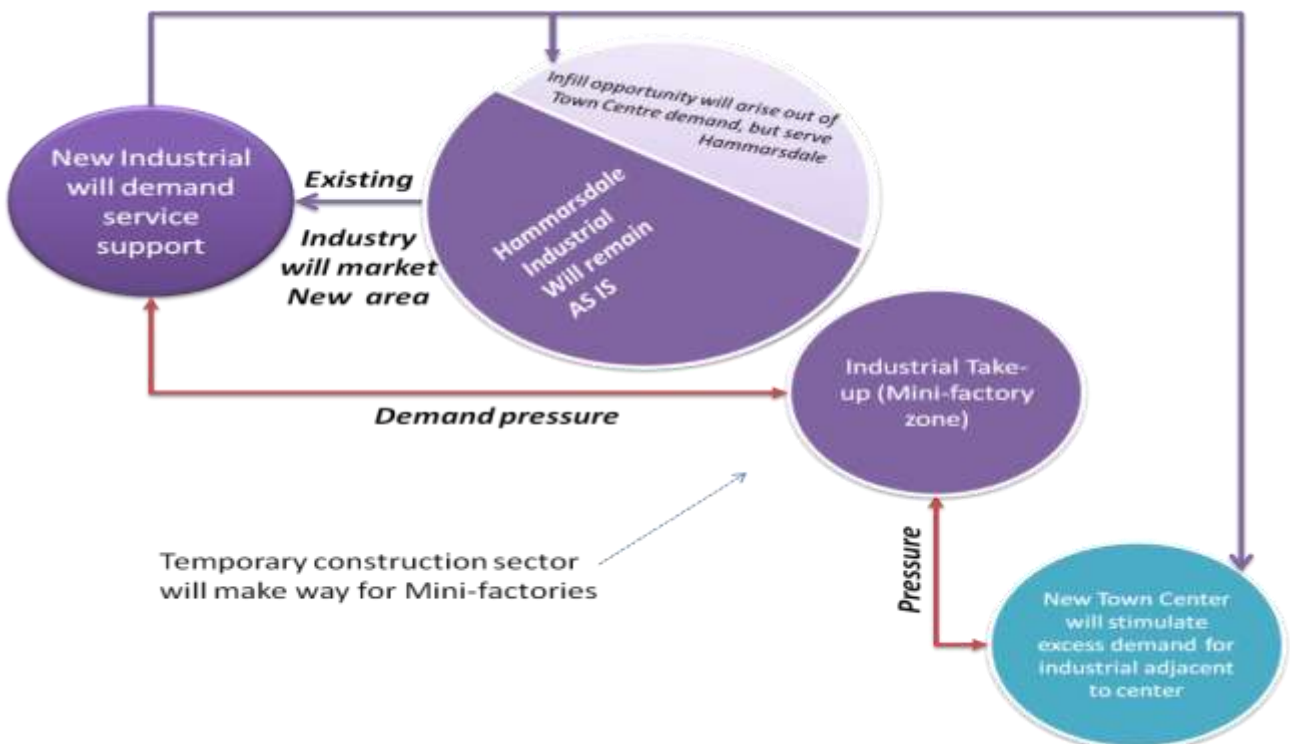 Infill opportunity will arise out of
Town Centre demand, but serve
Hammarsdale
New Industrial
will demand
service
support
Existing
Industry
will market
New area
Hammarsdale
Industrial
Will remain
AS IS
Industrial Take-
up (Mini-factory
zone)
Demand pressure
Temporary construction sector
will make way for Mini-factories
Pressure
New Town Center
will stimulate
excess demand for
industrial adjacent
to center